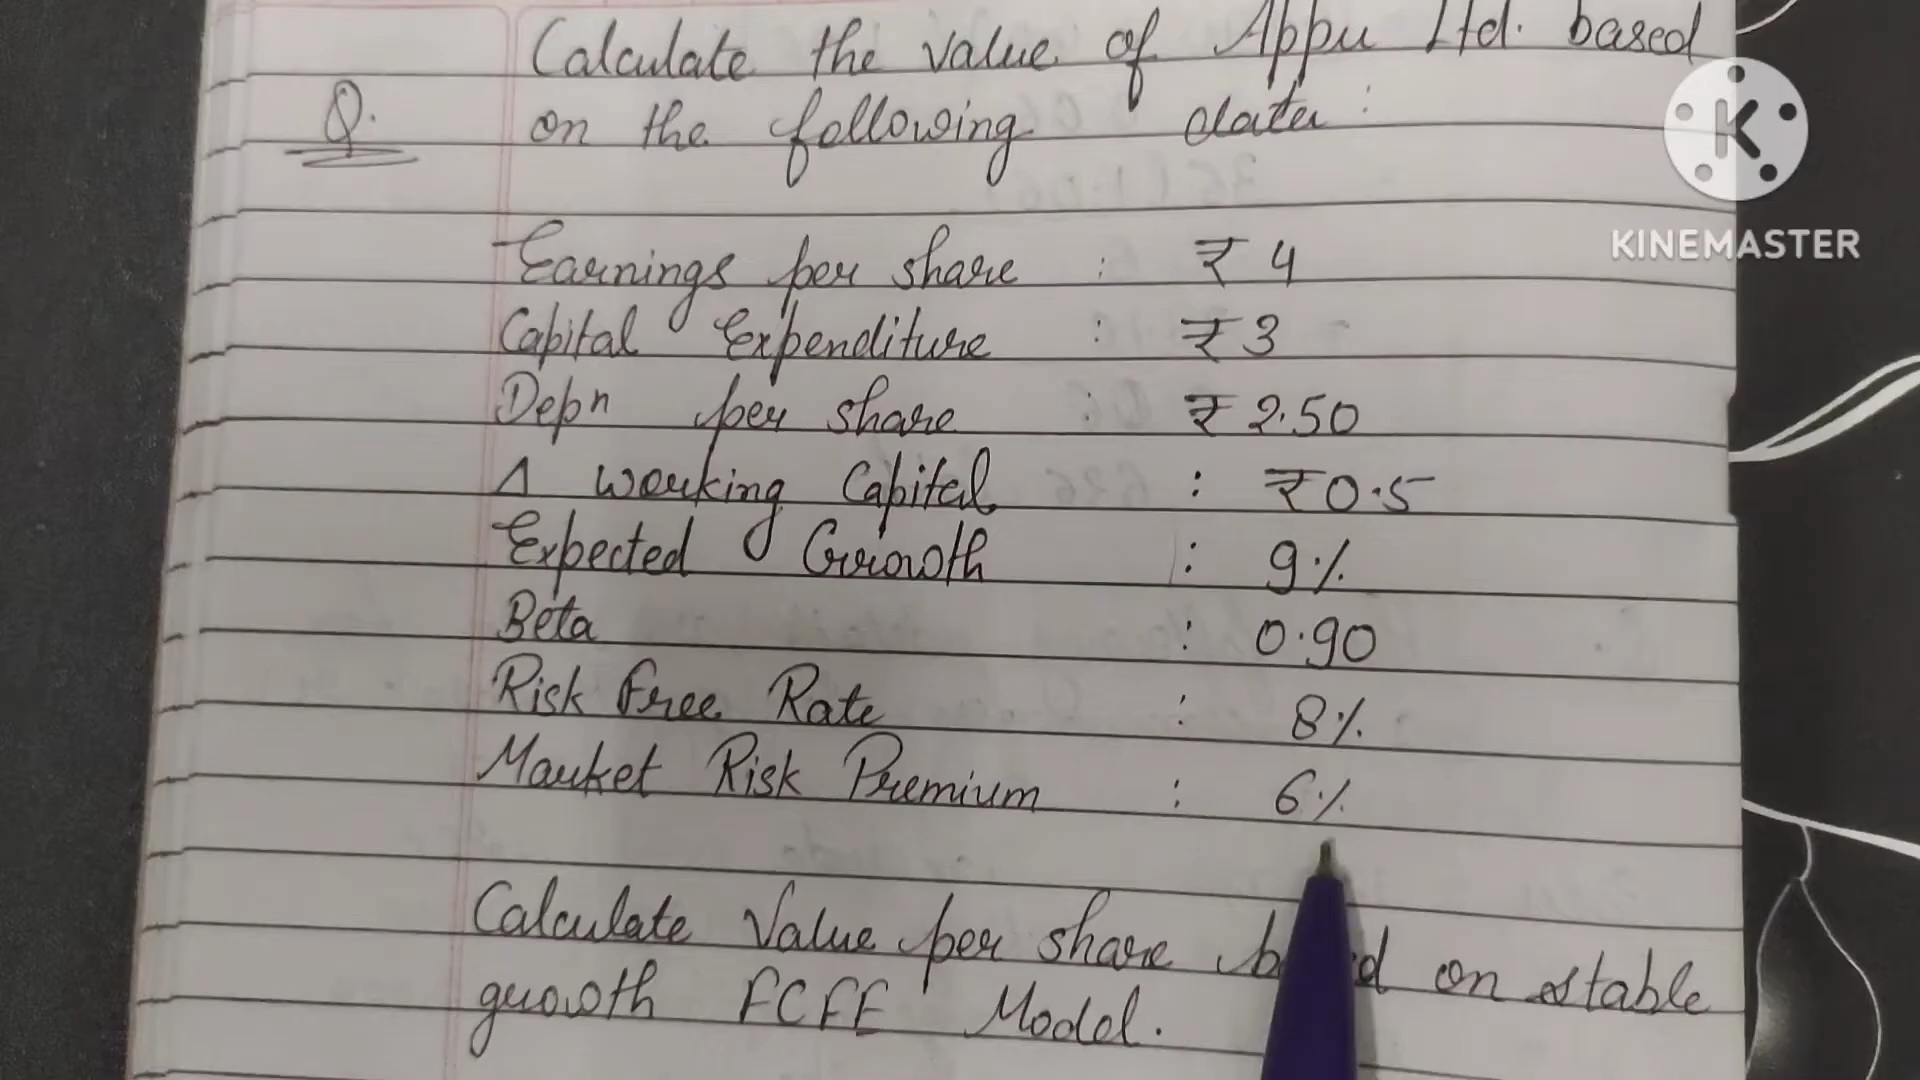 Calculate the value of Appu Ltd. based
Q. on the following data:
Earnings per share : ₹ 4
Capital Expenditure : ₹ 3
Depn per share : ₹ 2.50
Δ working Capital : ₹0.5
Expected Growth : 9%
Beta : 0.90
Risk Free Rate : 8%
Market Risk Premium : 6%
Calculate Value per share on stable
growth FCFE Model.
K
KINEMASTER